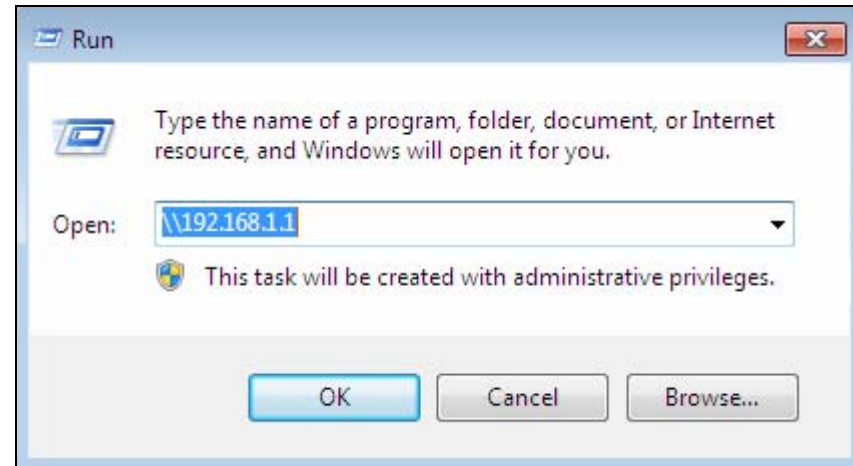 Run
Type the name of a program, folder, document, or Internet
resource, and Windows will open it for you.
Open: \\192.168.1.1
This task will be created with administrative privileges.
OK Cancel Browse...